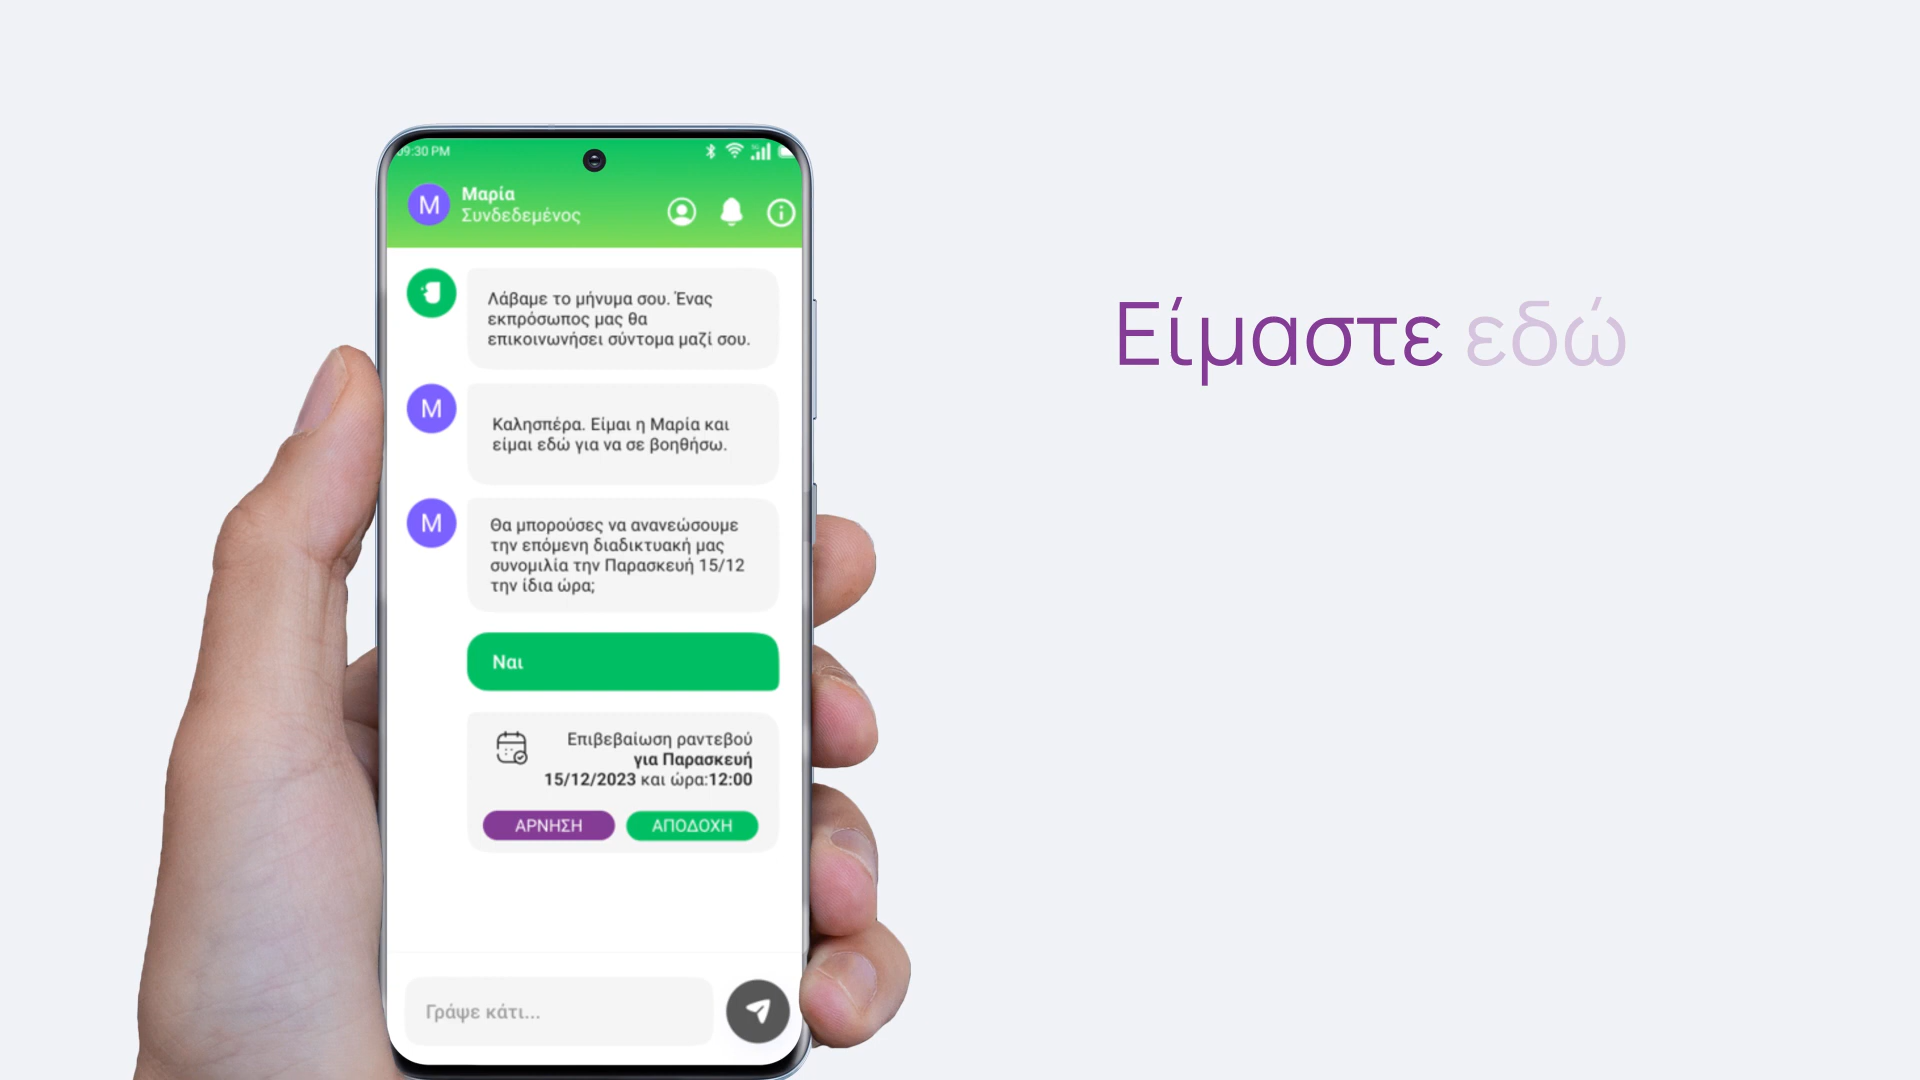 09:30 PM
M
Μαρία
Συνδεδεμένος
Λάβαμε το μήνυμα σου. Ένας
εκπρόσωπος μας θα
επικοινωνήσει σύντομα μαζί σου.
M
Καλησπέρα. Είμαι η Μαρία και
είμαι εδώ για να σε βοηθήσω.
M
Θα μπορούσες να ανανεώσουμε
την επόμενη διαδικτυακή μας
συνομιλία την Παρασκευή 15/12
την ίδια ώρα;
Ναι
Επιβεβαίωση ραντεβού
για Παρασκευή
15/12/2023 και ώρα:12:00
ΑΡΝΗΣΗ ΑΠΟΔΟΧΗ
Γράψε κάτι...
Είμαστε εδώ